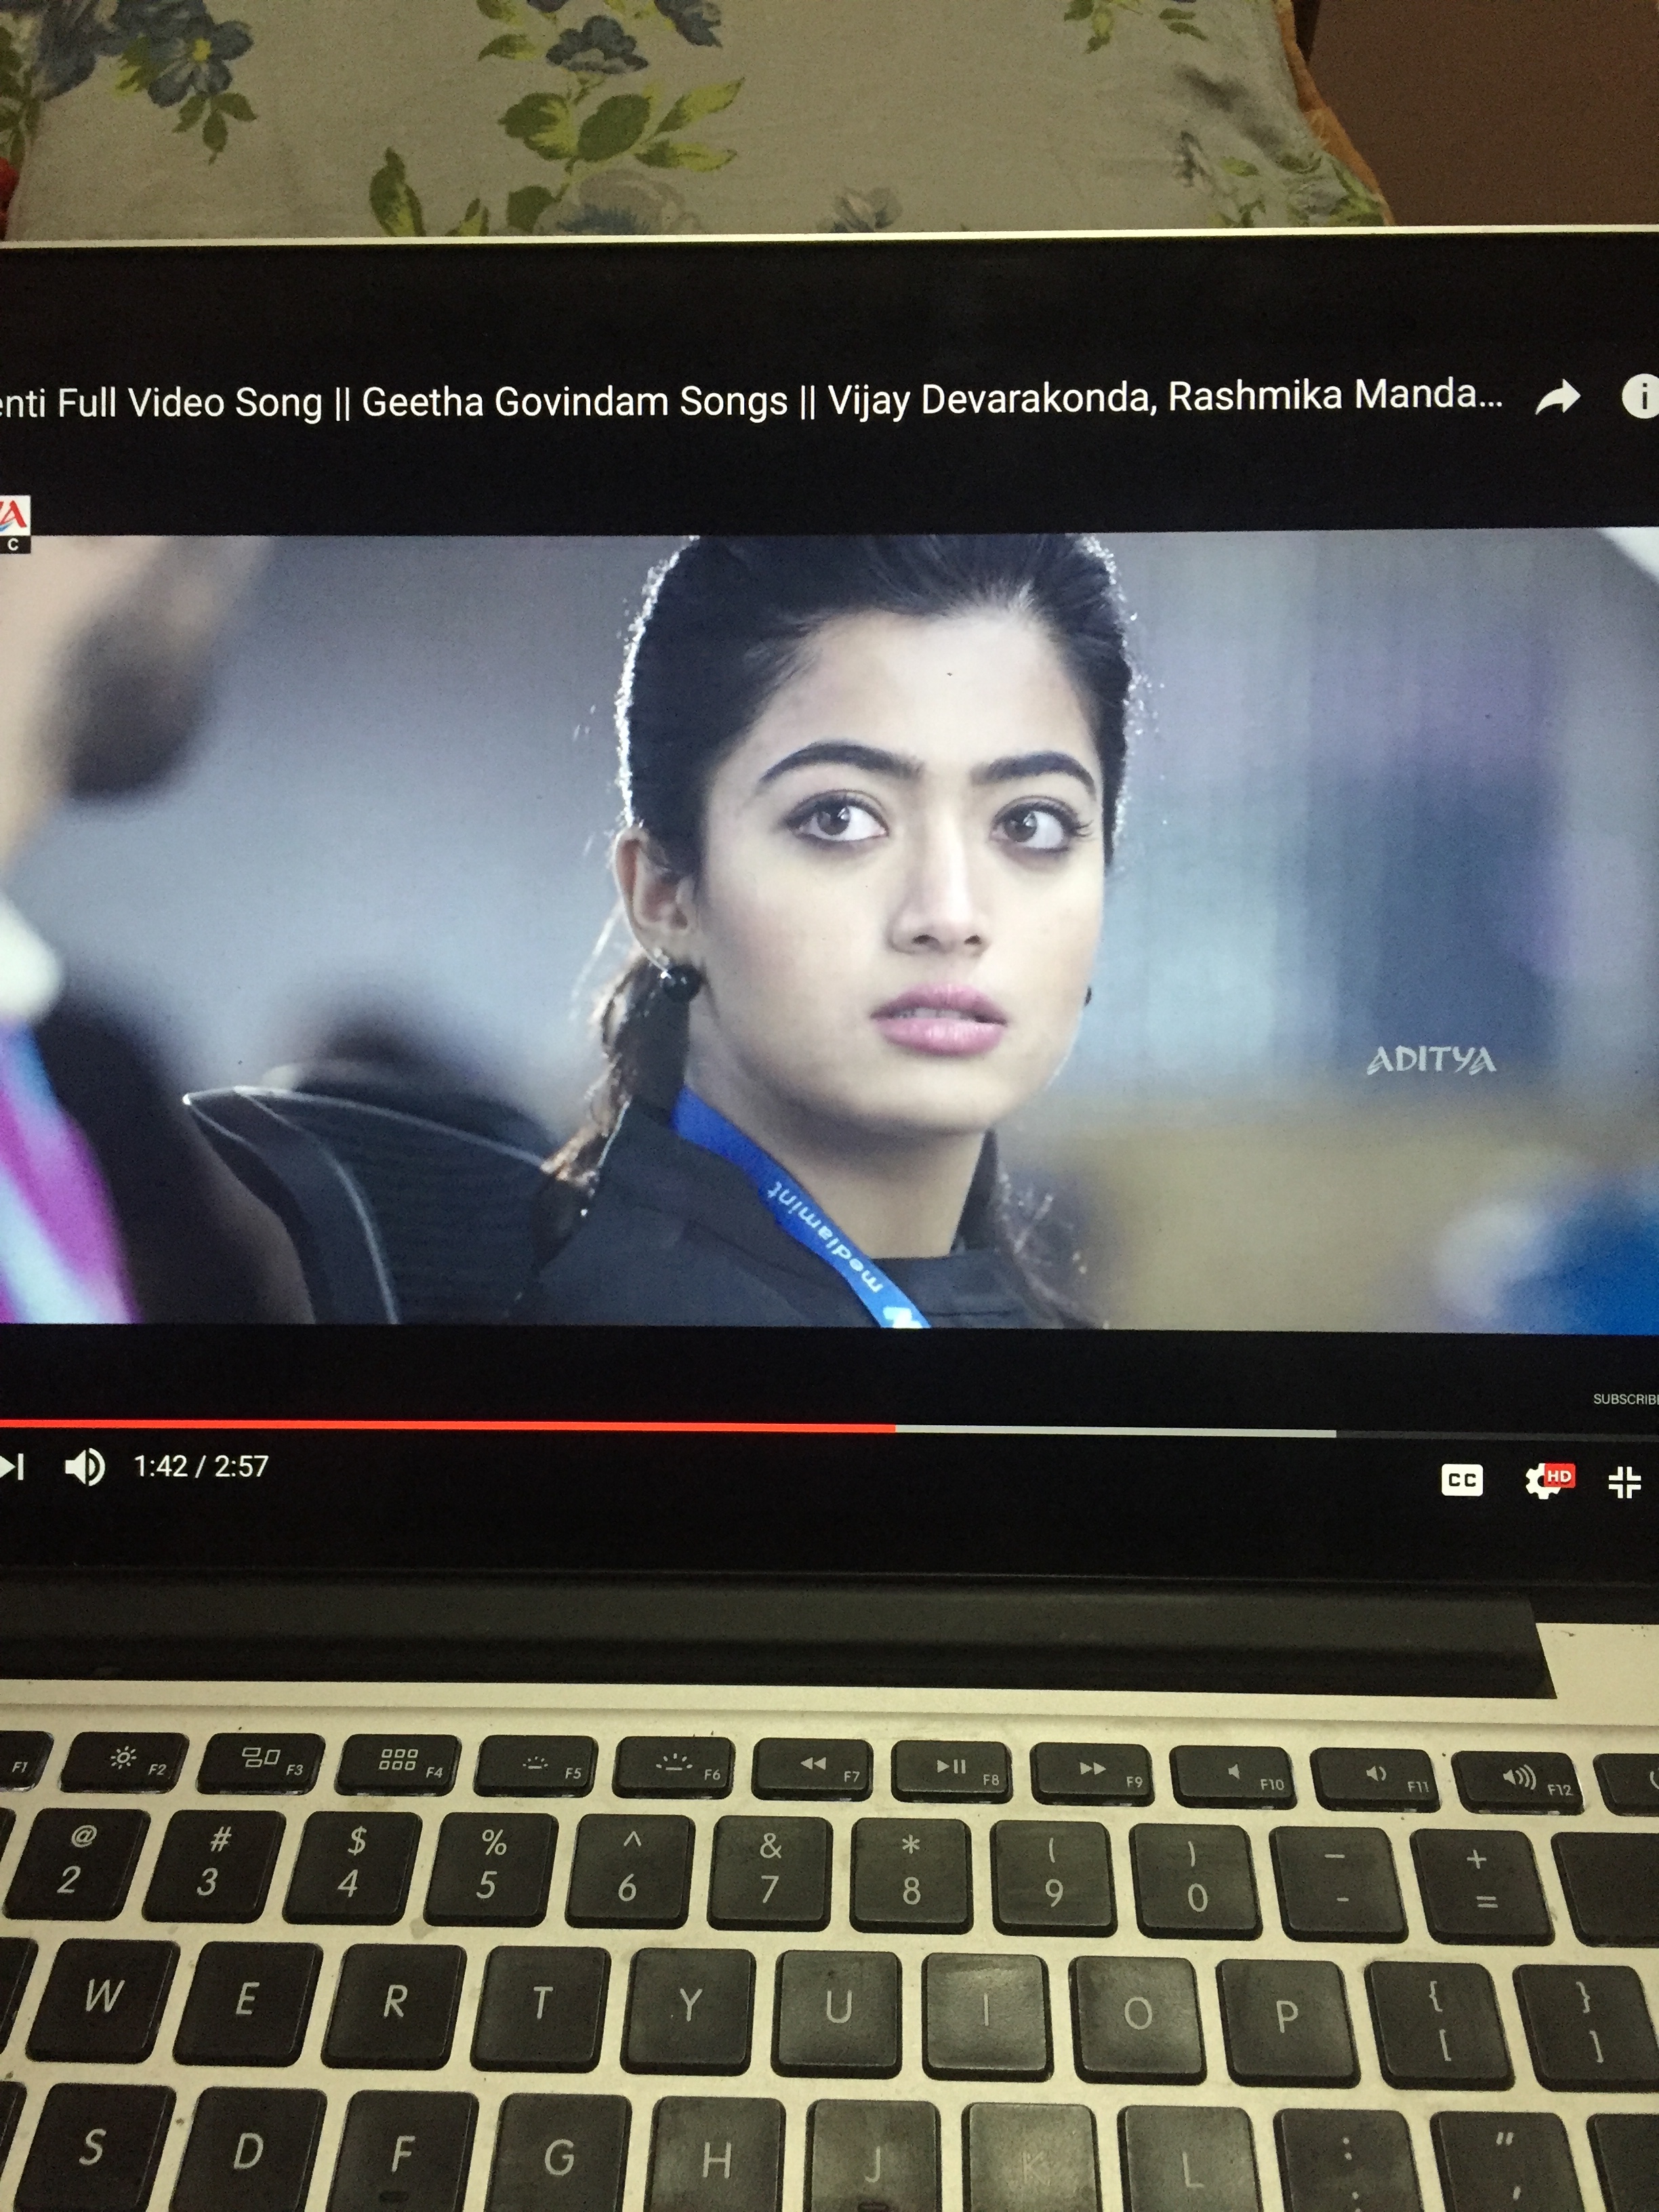 enti Full Video Song || Geetha Govindam Songs || Vijay Devarakonda, Rashmika Manda...
C
ADITYA
mediamint
SUBSCRIBE
1:42 / 2:57
CC
HD
F1 F2 F3 F4 F5 F6 F7 F8 F9 F10 F11 F12
@ # $ % ^ & * ( ) _ +
2 3 4 5 6 7 8 9 0 - =
W E R T Y U I O P { }
[ ]
S D F G H J K L : "
; '